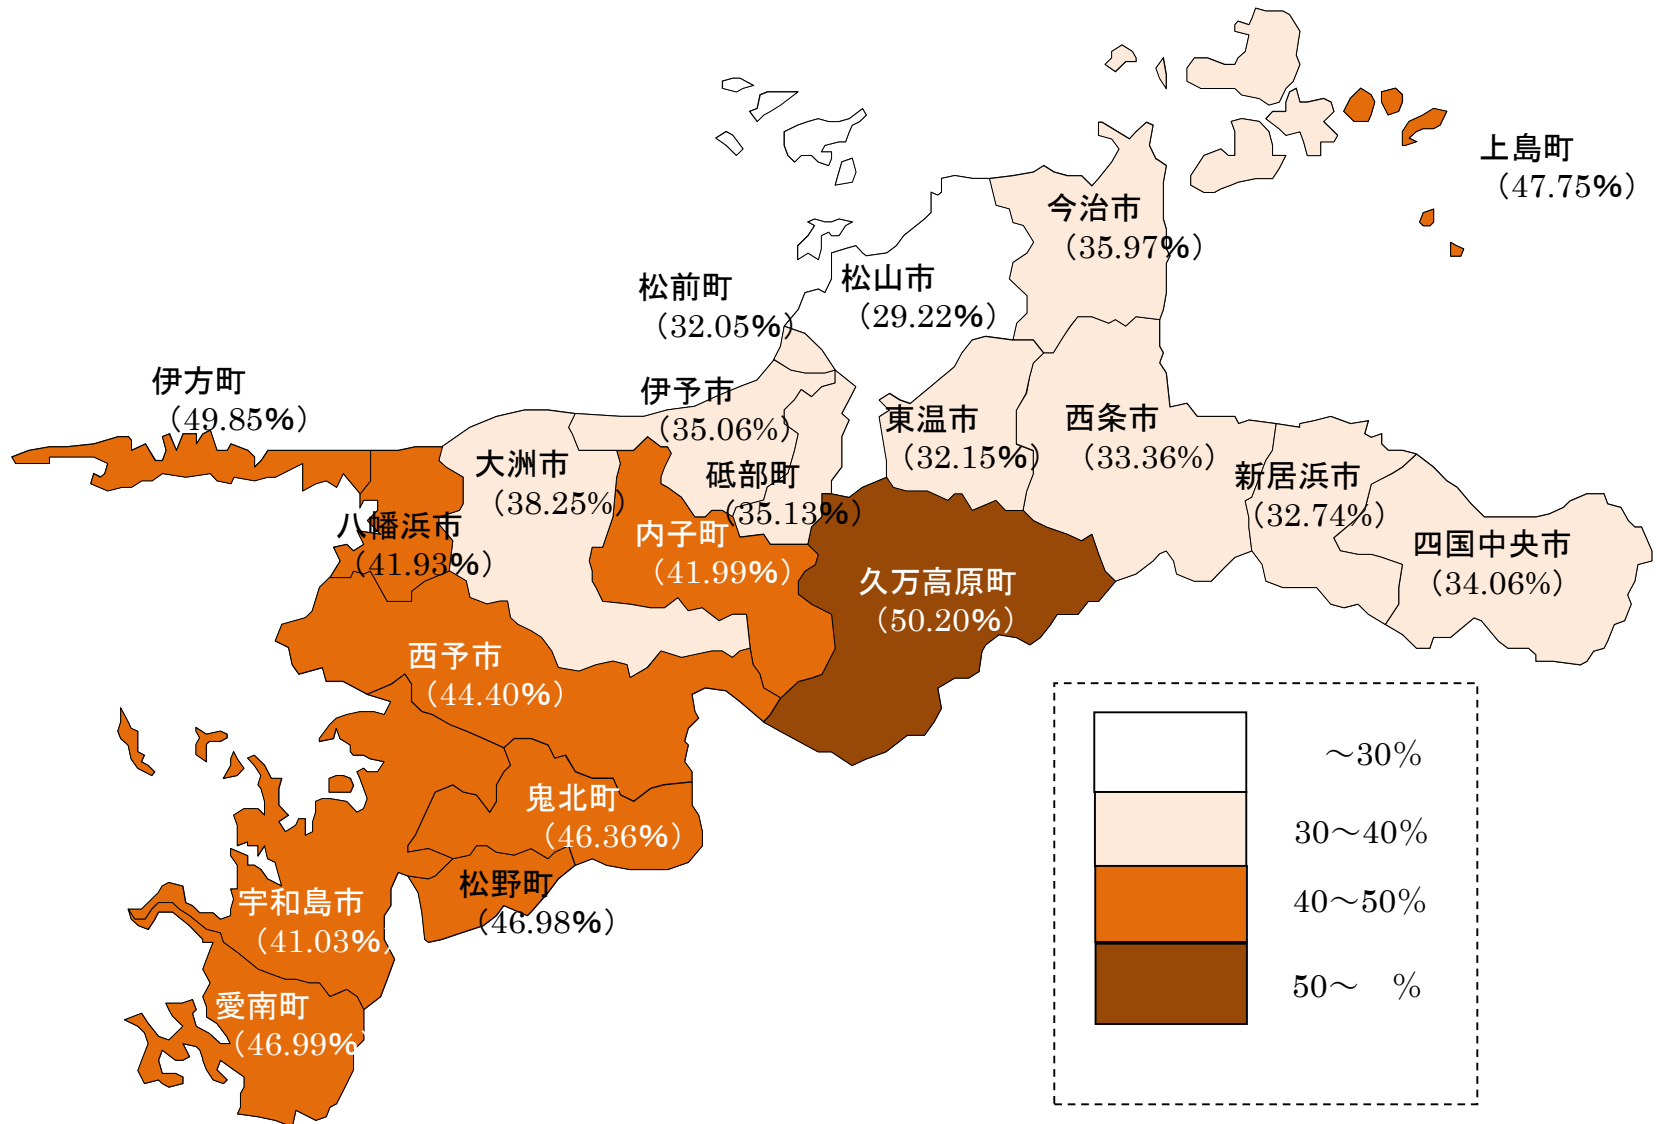 上島町
（47.75%）
今治市
（35.97%）
松山市
（29.22%）
松前町
（32.05%）
伊方町
（49.85%）
伊予市
（35.06%）
東温市
（32.15%）
西条市
（33.36%）
大洲市
（38.25%）
砥部町
（35.13%）
新居浜市
（32.74%）
八幡浜市
（41.93%）
内子町
（41.99%）
四国中央市
（34.06%）
久万高原町
（50.20%）
西予市
（44.40%）
鬼北町
（46.36%）
松野町
（46.98%）
宇和島市
（41.03%）
愛南町
（46.99%）
～30%
30～40%
40～50%
50～　%